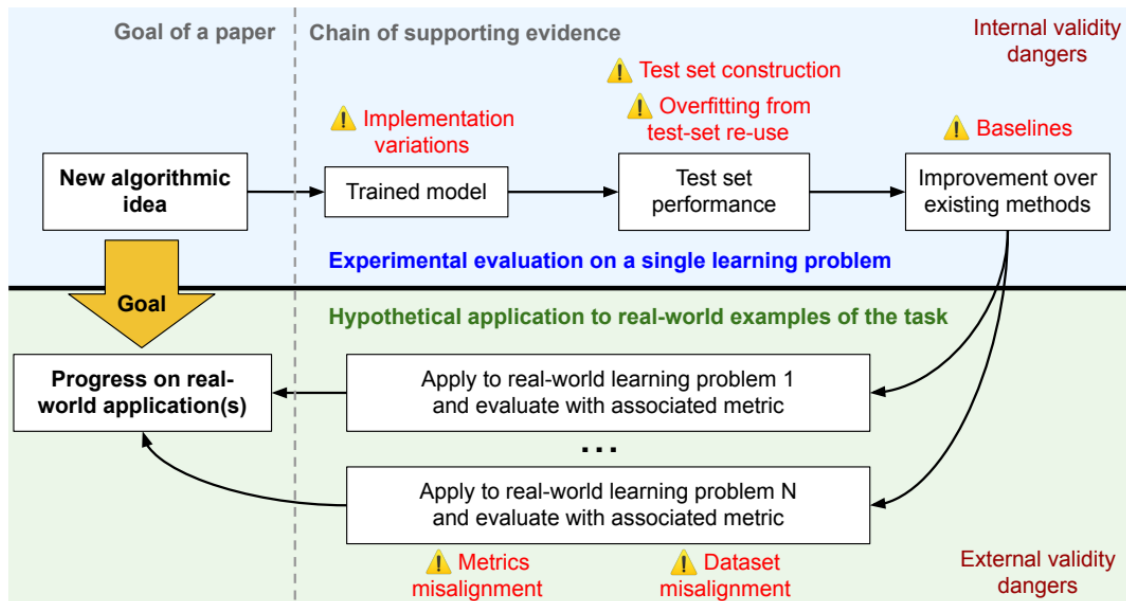 Goal of a paper
Chain of supporting evidence
Internal validity
dangers
⚠ Test set construction
⚠ Implementation
variations
⚠ Overfitting from
test-set re-use
⚠ Baselines
New algorithmic
idea
Trained model
Test set
performance
Improvement over
existing methods
Experimental evaluation on a single learning problem
Goal
Hypothetical application to real-world examples of the task
Progress on real-
world application(s)
Apply to real-world learning problem 1
and evaluate with associated metric
...
Apply to real-world learning problem N
and evaluate with associated metric
⚠ Metrics
misalignment
⚠ Dataset
misalignment
External validity
dangers